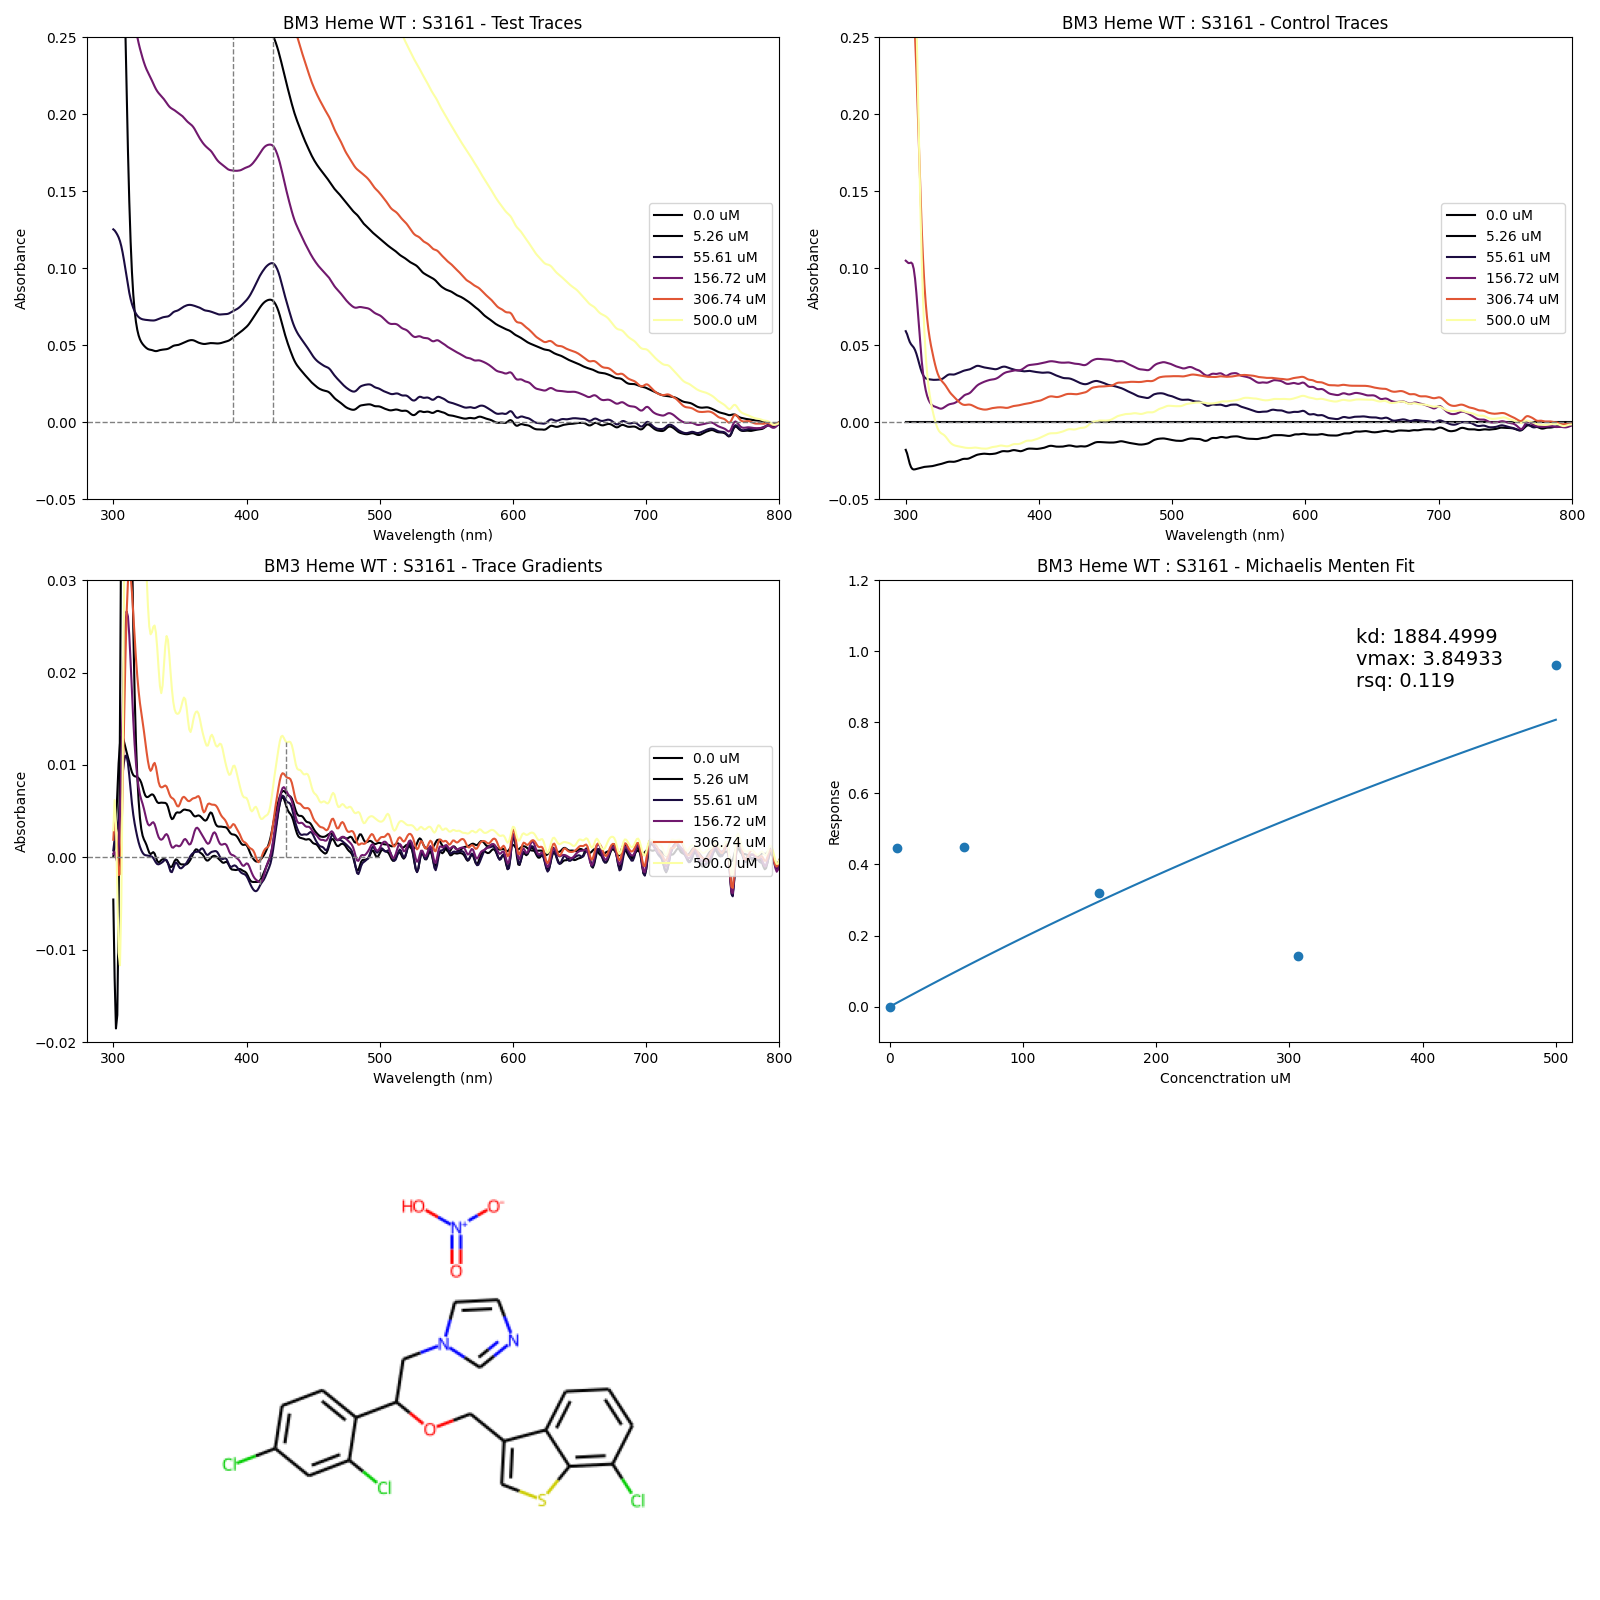 BM3 Heme WT : S3161 - Test Traces
0.25
0.20
0.15
0.10
0.05
0.00
−0.05
Absorbance
300 400 500 600 700 800
Wavelength (nm)
0.0 uM
5.26 uM
55.61 uM
156.72 uM
306.74 uM
500.0 uM
BM3 Heme WT : S3161 - Control Traces
0.25
0.20
0.15
0.10
0.05
0.00
−0.05
Absorbance
300 400 500 600 700 800
Wavelength (nm)
0.0 uM
5.26 uM
55.61 uM
156.72 uM
306.74 uM
500.0 uM
BM3 Heme WT : S3161 - Trace Gradients
0.03
0.02
0.01
0.00
−0.01
−0.02
Absorbance
300 400 500 600 700 800
Wavelength (nm)
0.0 uM
5.26 uM
55.61 uM
156.72 uM
306.74 uM
500.0 uM
BM3 Heme WT : S3161 - Michaelis Menten Fit
1.2
1.0
0.8
0.6
0.4
0.2
0.0
Response
0 100 200 300 400 500
Concenctration uM
kd: 1884.4999
vmax: 3.84933
rsq: 0.119
HO O⁻
N⁺
O
N N
O
Cl
Cl
S
Cl